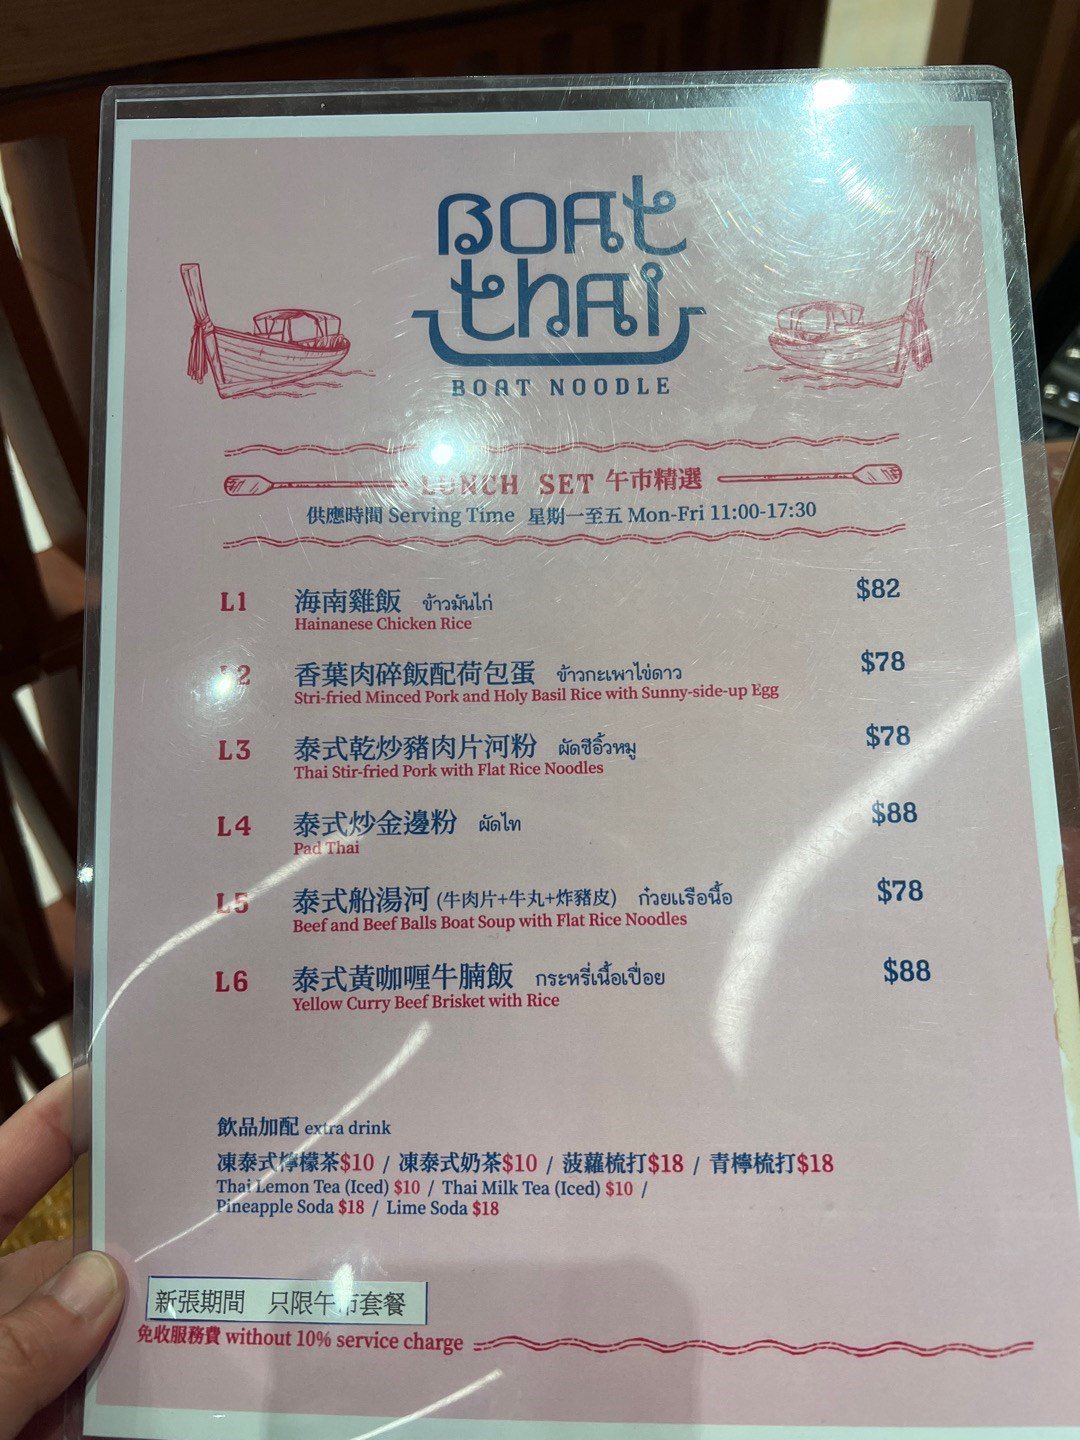 BOAT
thAi
BOAT NOODLE
LUNCH SET 午市精選
供應時間 Serving Time 星期一至五 Mon-Fri 11:00-17:30
L1 海南雞飯 ข้าวมันไก่ $82
Hainanese Chicken Rice
L2 香葉肉碎飯配荷包蛋 ข้าวกะเพาไข่ดาว $78
Stri-fried Minced Pork and Holy Basil Rice with Sunny-side-up Egg
L3 泰式乾炒豬肉片河粉 ผัดซีอิ้วหมู $78
Thai Stir-fried Pork with Flat Rice Noodles
L4 泰式炒金邊粉 ผัดไท $88
Pad Thai
L5 泰式船湯河 (牛肉片+牛丸+炸豬皮) ก๋วยเเรือนื้อ $78
Beef and Beef Balls Boat Soup with Flat Rice Noodles
L6 泰式黃咖喱牛腩飯 กระหรี่เนื้อเปื่อย $88
Yellow Curry Beef Brisket with Rice
飲品加配 extra drink
凍泰式檸檬茶$10 / 凍泰式奶茶$10 / 菠蘿梳打$18 / 青檸梳打$18
Thai Lemon Tea (Iced) $10 / Thai Milk Tea (Iced) $10 /
Pineapple Soda $18 / Lime Soda $18
新張期間 只限午市套餐
免收服務費 without 10% service charge